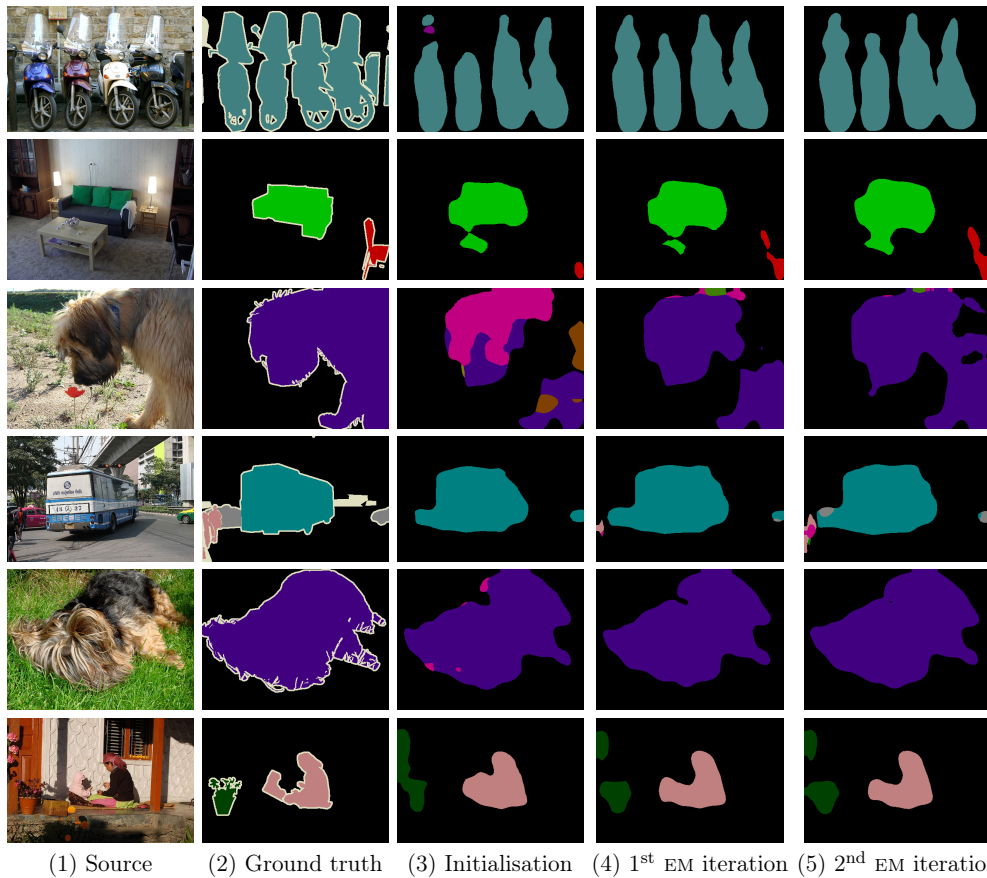 (1) Source (2) Ground truth (3) Initialisation (4) 1st EM iteration (5) 2nd EM iteratio